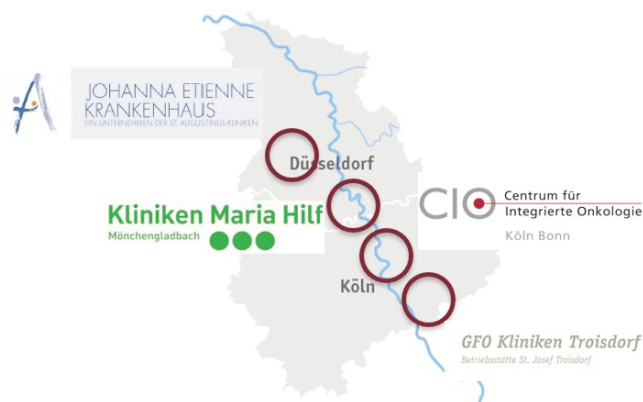 JOHANNA ETIENNE
KRANKENHAUS
EIN UNTERNEHMEN DER ST. AUGUSTINUS-KLINIKEN
Düsseldorf
Kliniken Maria Hilf
Mönchengladbach
CIO
Centrum für
Integrierte Onkologie
Köln Bonn
Köln
GFO Kliniken Troisdorf
Betriebsstätte St. Josef Troisdorf